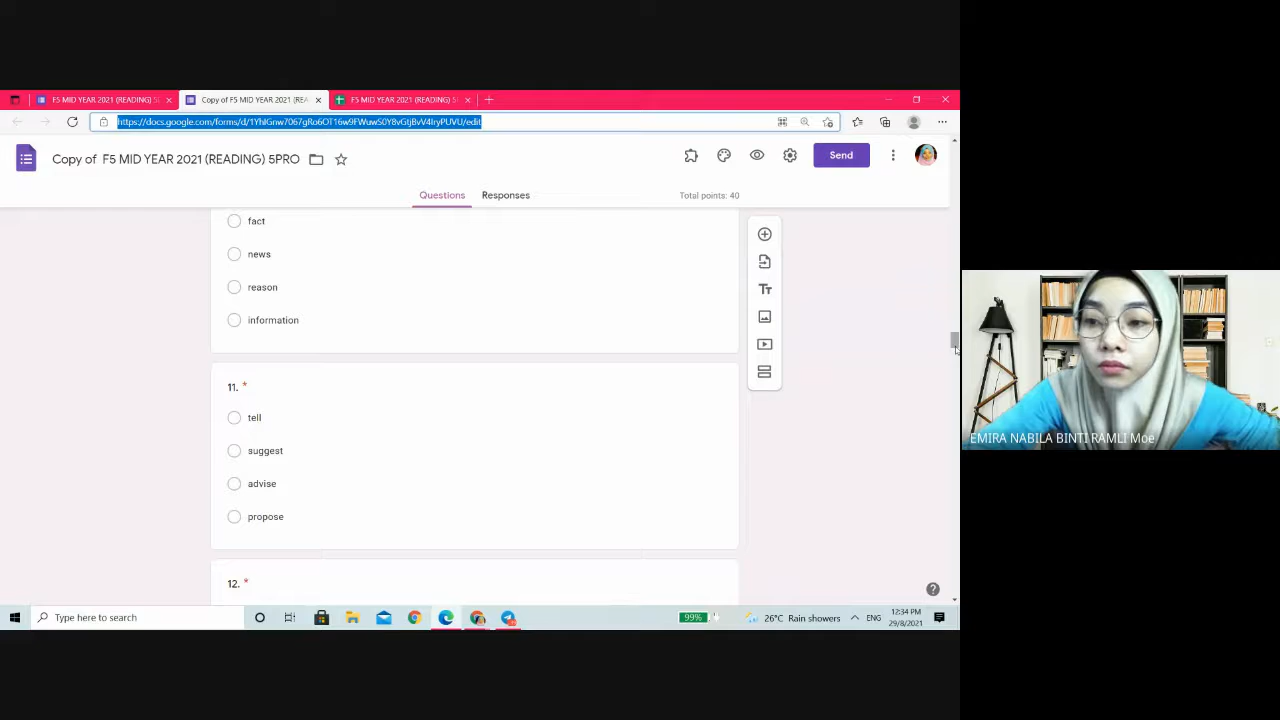 F5 MID YEAR 2021 (READING) 5
Copy of F5 MID YEAR 2021 (REA
F5 MID YEAR 2021 (READING) 5
Copy of F5 MID YEAR 2021 (READING) 5PRO
Send
Questions
Responses
Total points: 40
fact
news
reason
information
11. *
tell
suggest
advise
propose
12. *
EMIRA NABILA BINTI RAMLI Moe
Type here to search
99%
26°C Rain showers
ENG
12:34 PM
29/8/2021